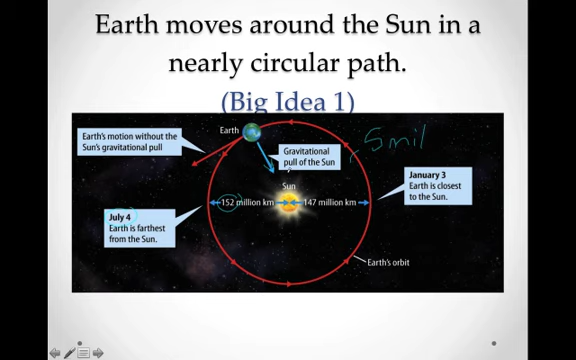 Earth moves around the Sun in a
nearly circular path.
(Big Idea 1)
Earth's motion without the
Sun's gravitational pull
Earth
Gravitational
pull of the Sun
5 mil
January 3
Earth is closest
to the Sun.
Sun
152 million km
147 million km
July 4
Earth is farthest
from the Sun.
Earth's orbit